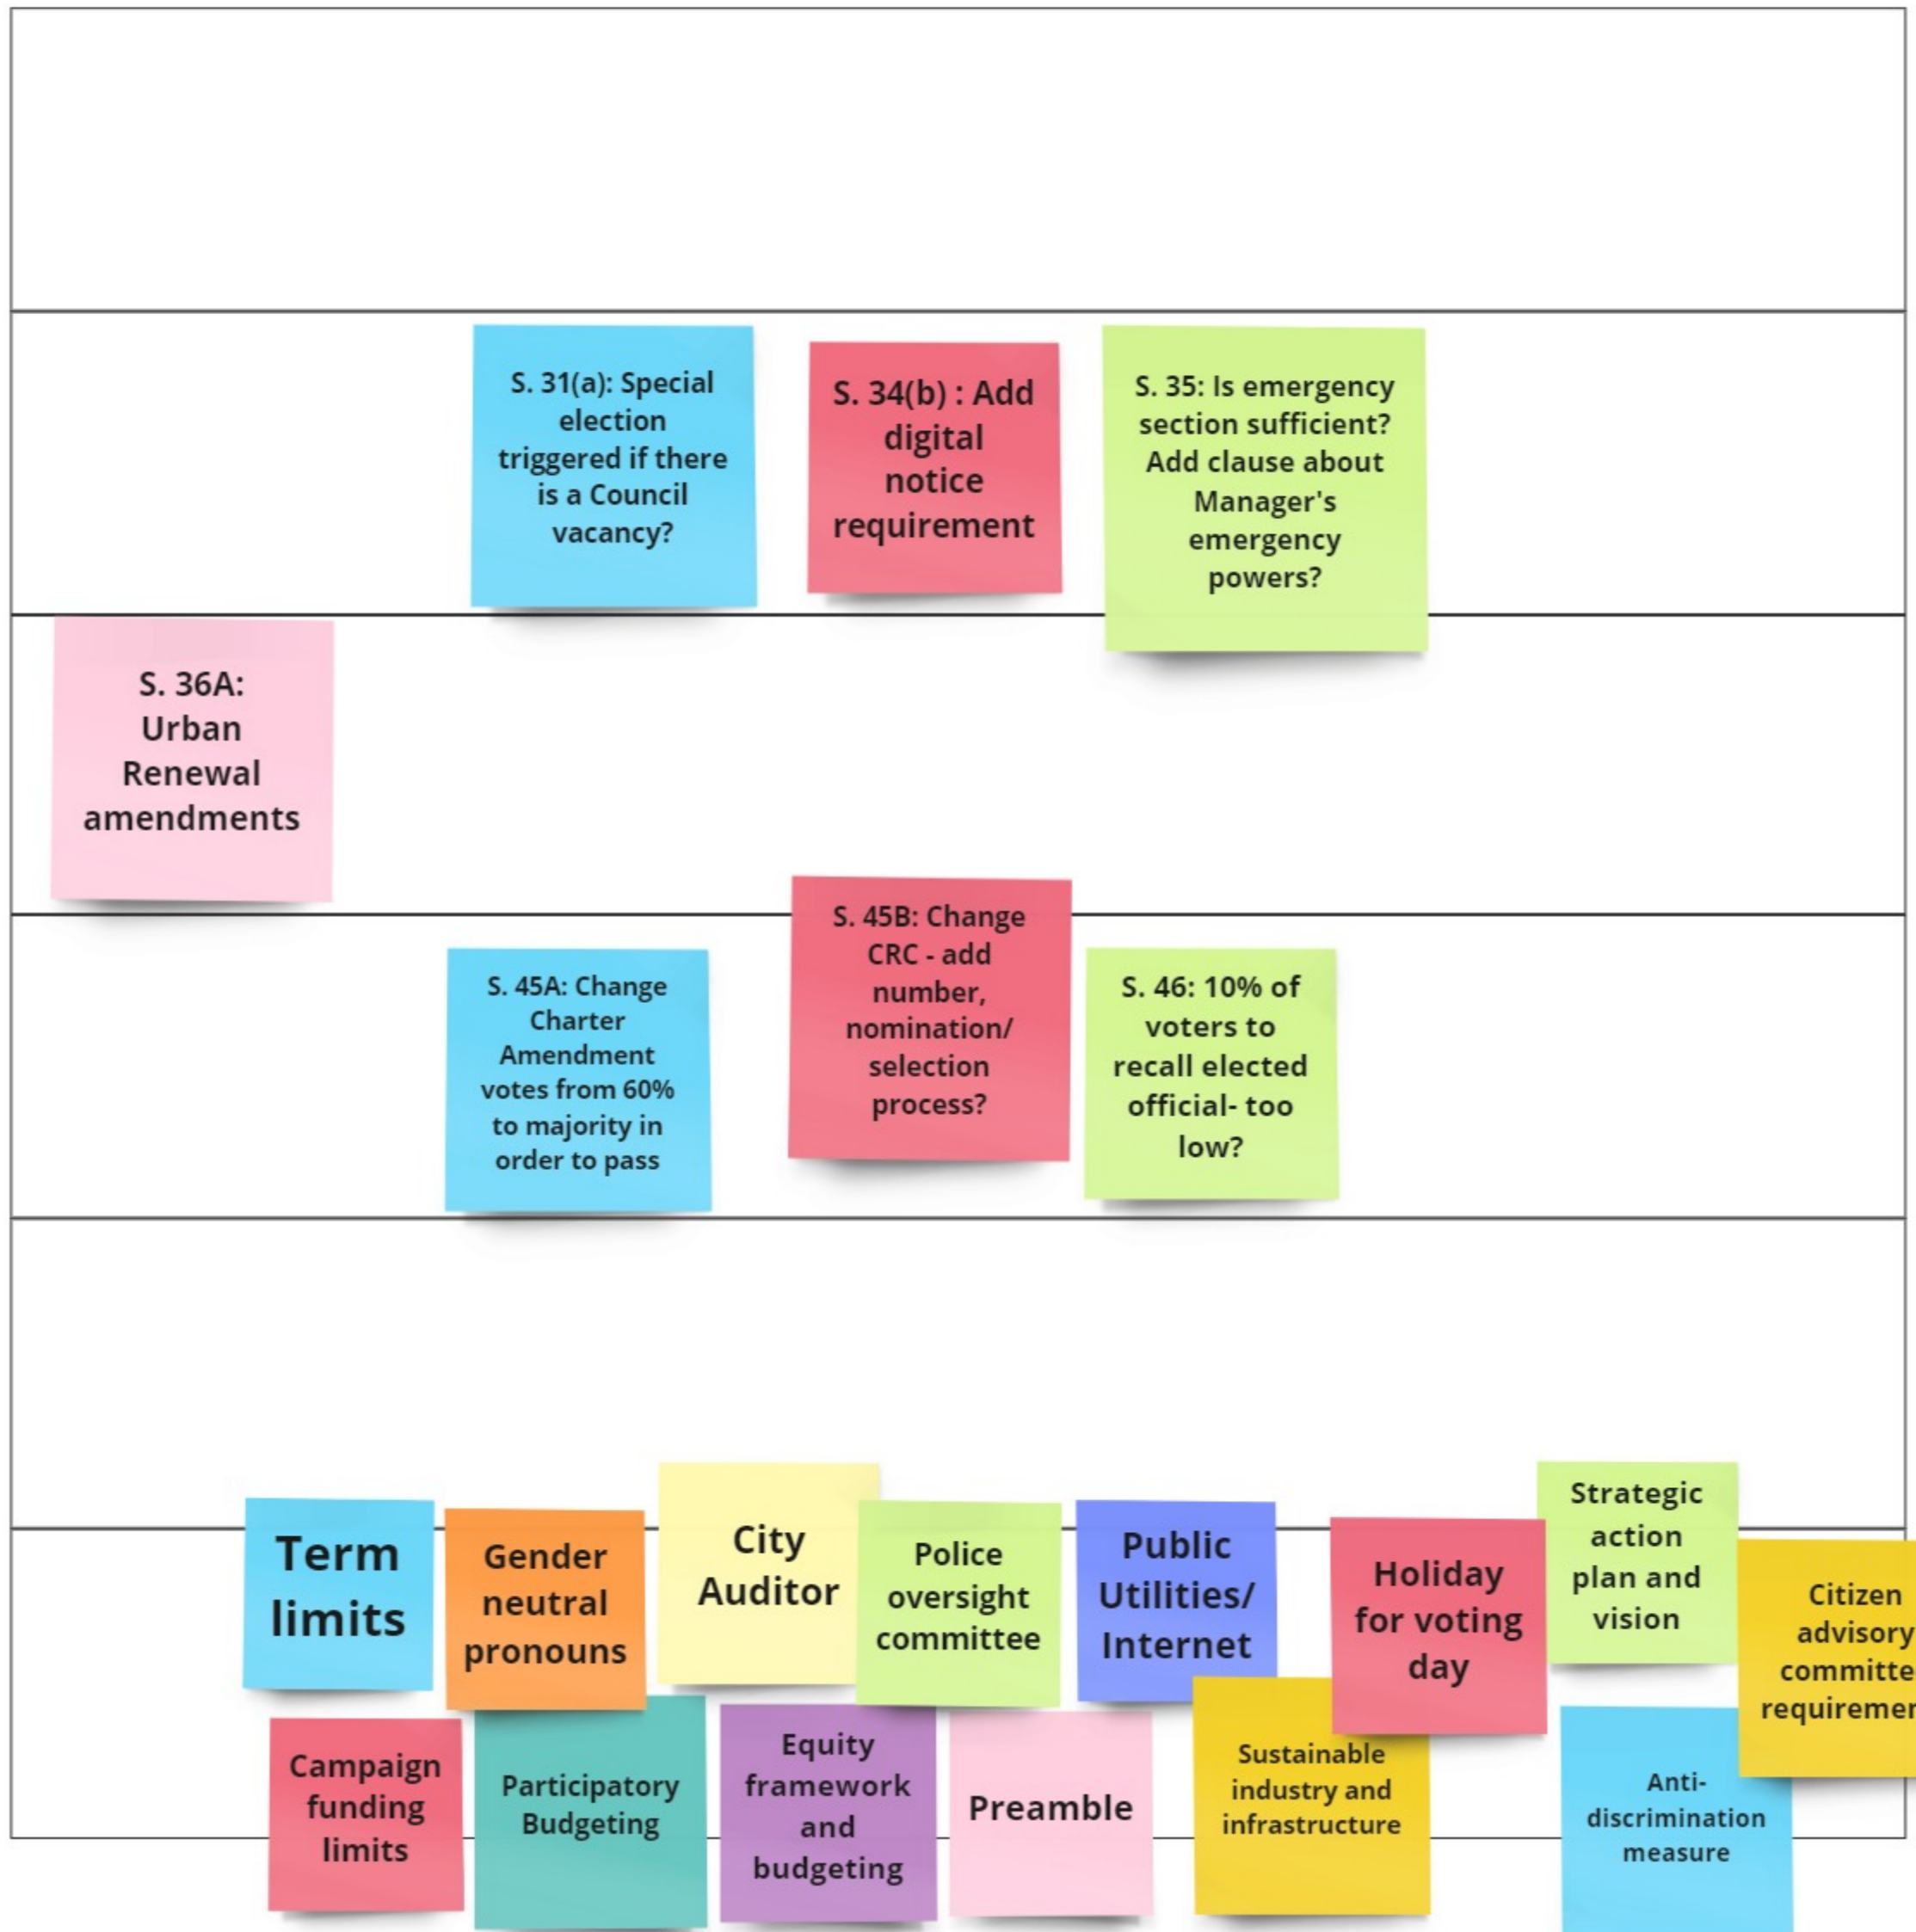 S. 31(a): Special
election
triggered if there
is a Council
vacancy?
S. 34(b) : Add
digital
notice
requirement
S. 35: Is emergency
section sufficient?
Add clause about
Manager's
emergency
powers?
S. 36A:
Urban
Renewal
amendments
S. 45A: Change
Charter
Amendment
votes from 60%
to majority in
order to pass
S. 45B: Change
CRC - add
number,
nomination/
selection
process?
S. 46: 10% of
voters to
recall elected
official- too
low?
Term
limits
Gender
neutral
pronouns
City
Auditor
Police
oversight
committee
Public
Utilities/
Internet
Holiday
for voting
day
Strategic
action
plan and
vision
Citizen
advisory
committe
requiremen
Campaign
funding
limits
Participatory
Budgeting
Equity
framework
and
budgeting
Preamble
Sustainable
industry and
infrastructure
Anti-
discrimination
measure